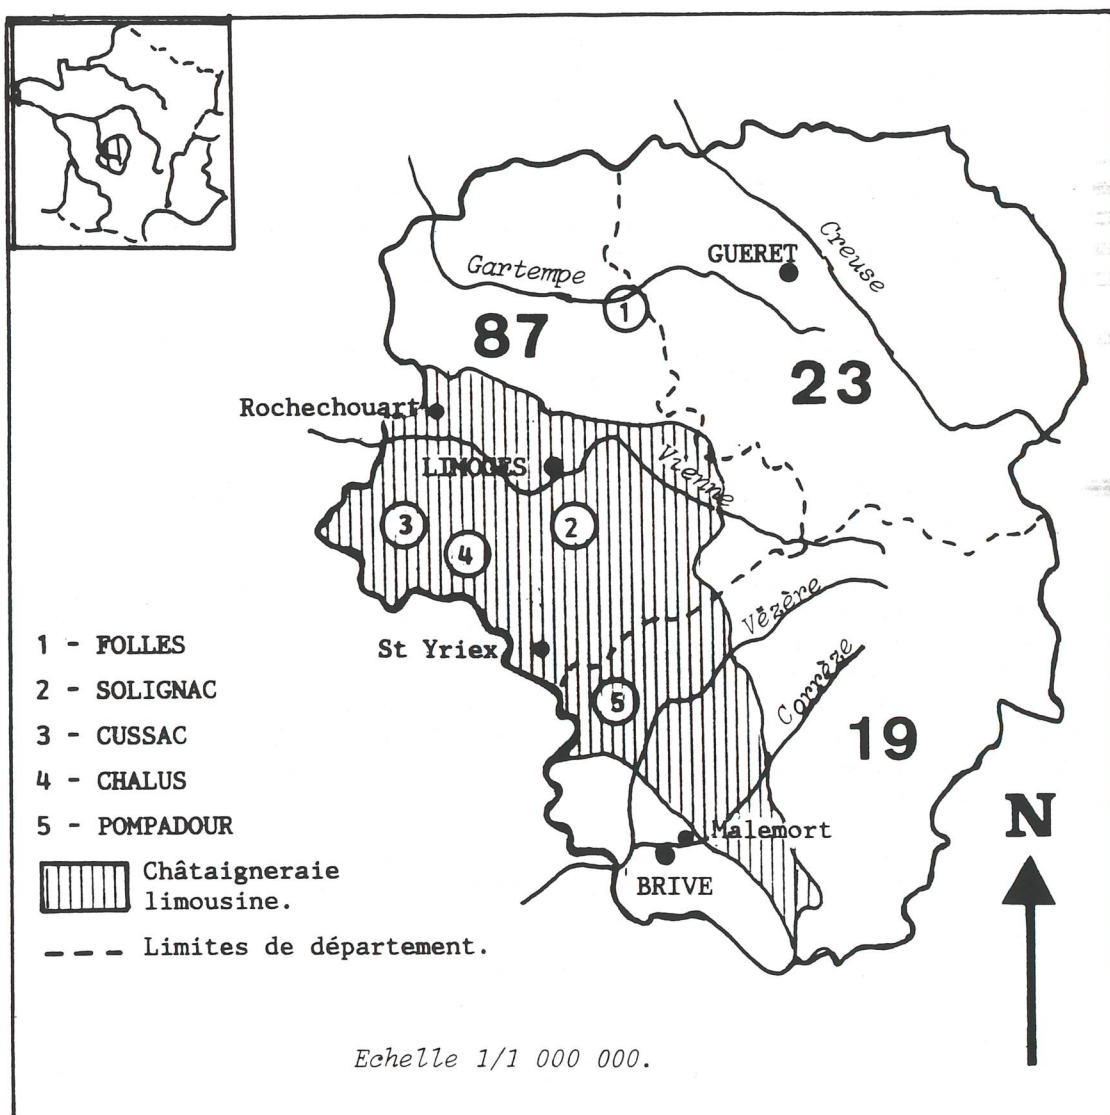 Creuse
GUERET
Gartempe
1
87
23
Rochechouart
LIMOGES
Vienne
3
2
4
Vézère
1 - FOLLES
St Yriex
Corrèze
2 - SOLIGNAC
5
3 - CUSSAC
19
4 - CHALUS
N
5 - POMPADOUR
Malemort
Châtaigneraie
limousine.
BRIVE
Limites de département.
Echelle 1/1 000 000.